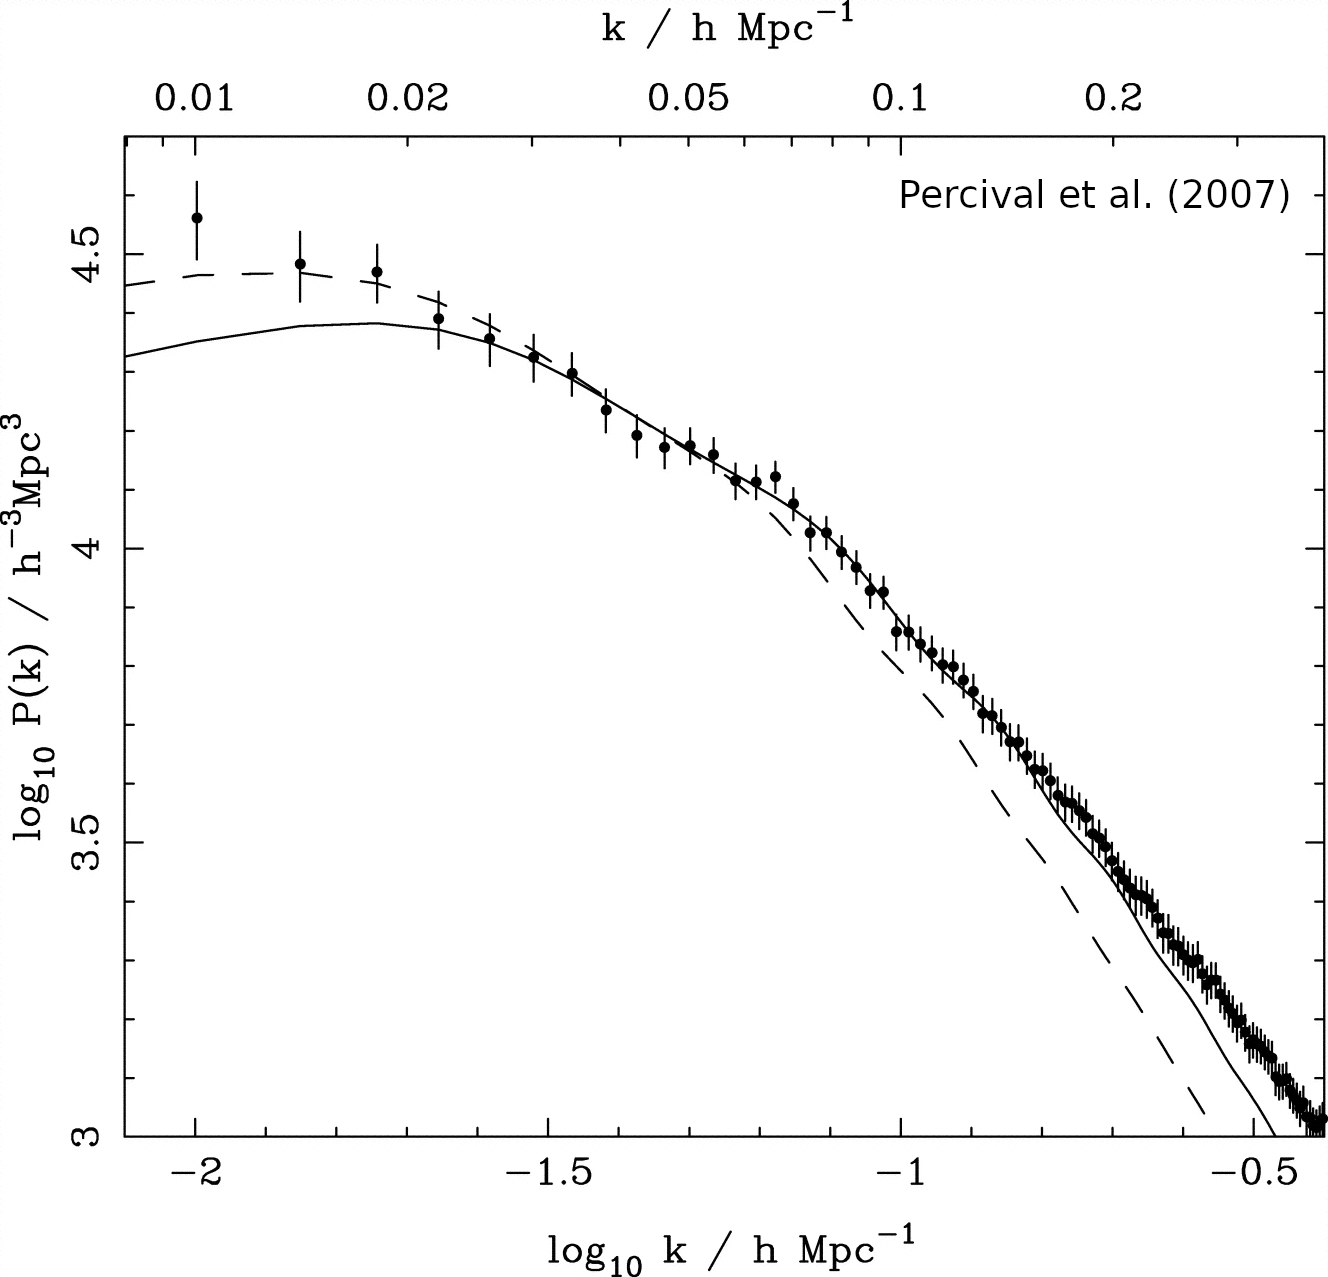 k / h Mpc⁻¹
0.01 0.02 0.05 0.1 0.2
Percival et al. (2007)
4.5
4
3.5
3
log₁₀ P(k) / h⁻³Mpc³
−2 −1.5 −1 −0.5
log₁₀ k / h Mpc⁻¹